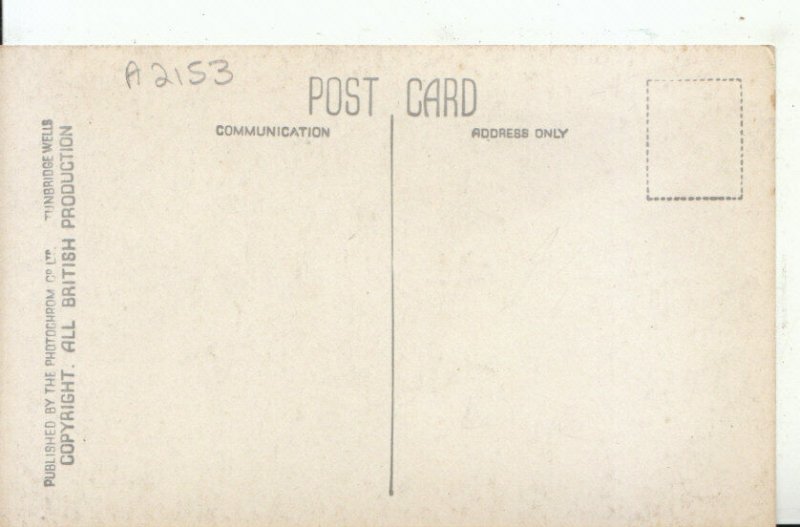 A2153
POST CARD
COMMUNICATION
ADDRESS ONLY
PUBLISHED BY THE PHOTOCHROM CO LTD. TUNBRIDGE WELLS
COPYRIGHT. ALL BRITISH PRODUCTION